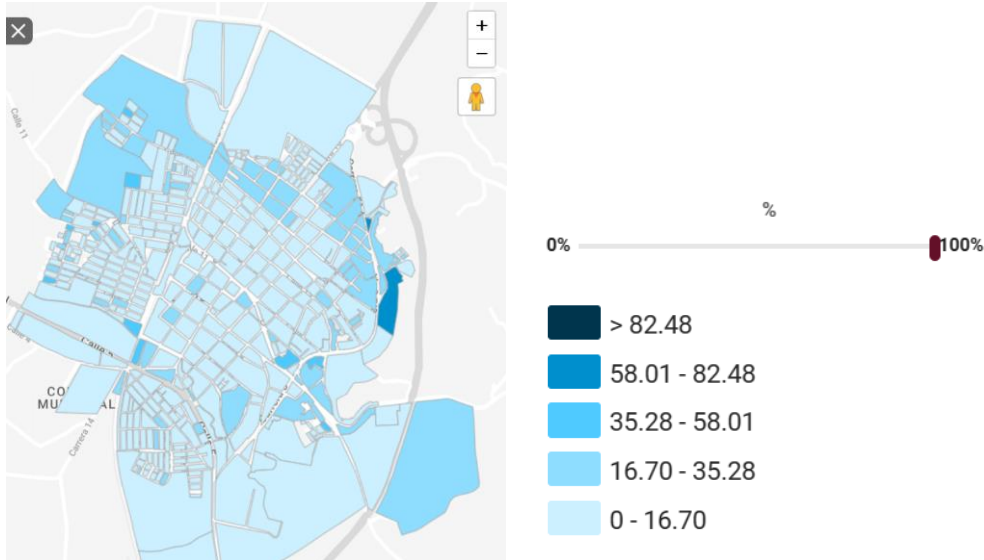 +
−
Calle 11
%
0%
100%
> 82.48
58.01 - 82.48
35.28 - 58.01
16.70 - 35.28
0 - 16.70
Calle 8
CO
MU
AL
Carrera 14